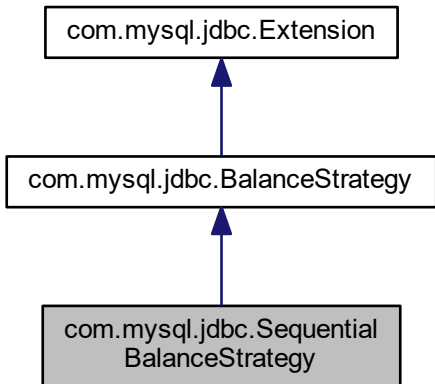 com.mysql.jdbc.Extension
com.mysql.jdbc.BalanceStrategy
com.mysql.jdbc.Sequential
BalanceStrategy